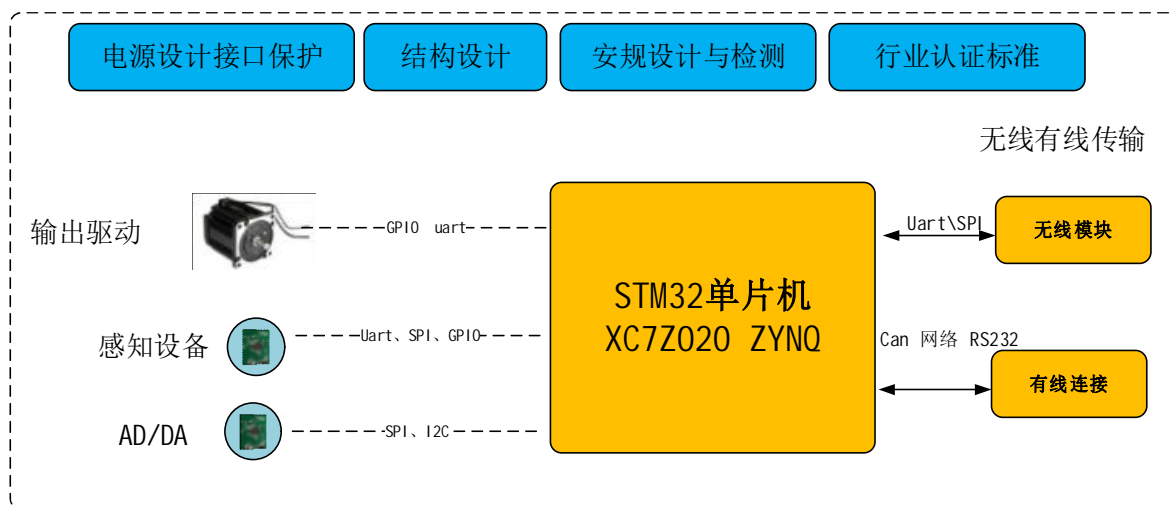 电源设计接口保护
结构设计
安规设计与检测
行业认证标准
无线有线传输
输出驱动
GPIO uart
Uart\SPI
无线模块
STM32单片机
XC7Z020 ZYNQ
感知设备
Uart、SPI、GPIO
Can 网络 RS232
有线连接
AD/DA
SPI、I2C